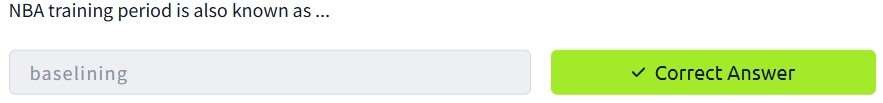 NBA training period is also known as ...
baselining
✓ Correct Answer